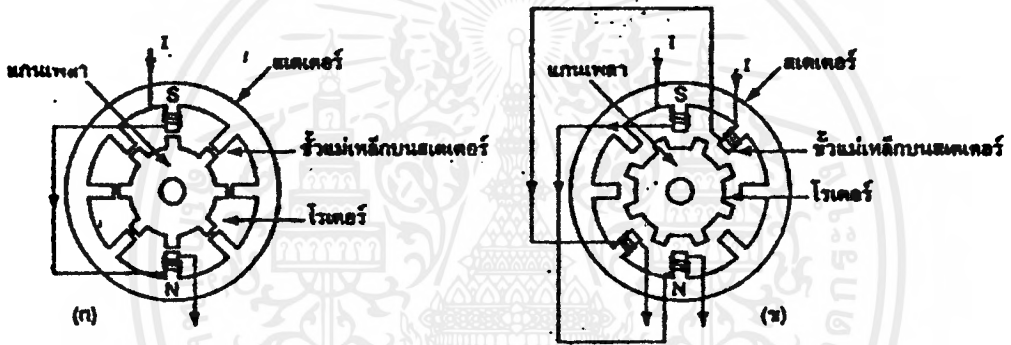 I
สเตเตอร์
แกนเพลา
S
ขั้วแม่เหล็กบนสเตเตอร์
โรเตอร์
N
(ก)
I
I
สเตเตอร์
แกนเพลา
S
ขั้วแม่เหล็กบนสเตเตอร์
โรเตอร์
N
(ข)